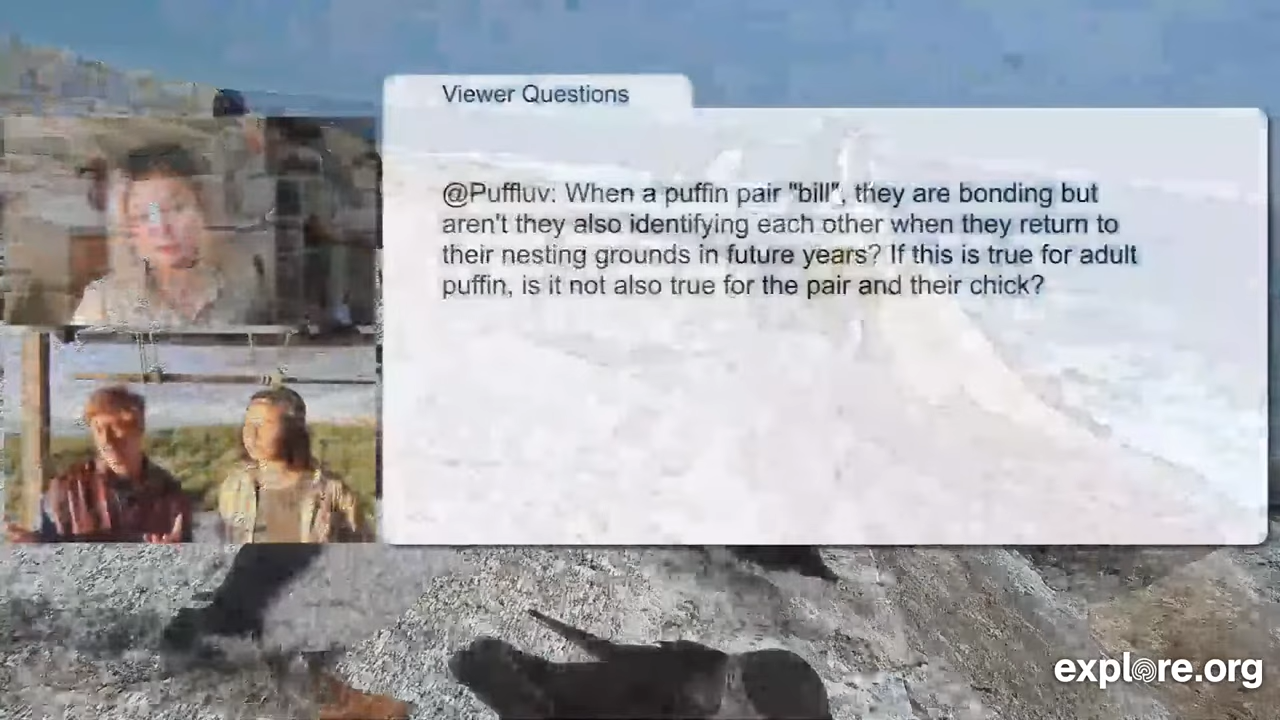 Viewer Questions
@Puffluv: When a puffin pair "bill", they are bonding but
aren't they also identifying each other when they return to
their nesting grounds in future years? If this is true for adult
puffin, is it not also true for the pair and their chick?
explore.org